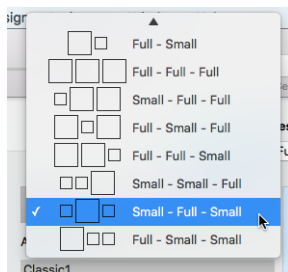 sign
Full - Small
Full - Full - Full
Small - Full - Full
Full - Small - Full
Full - Full - Small
Small - Small - Full
Small - Full - Small
Full - Small - Small
Classic1